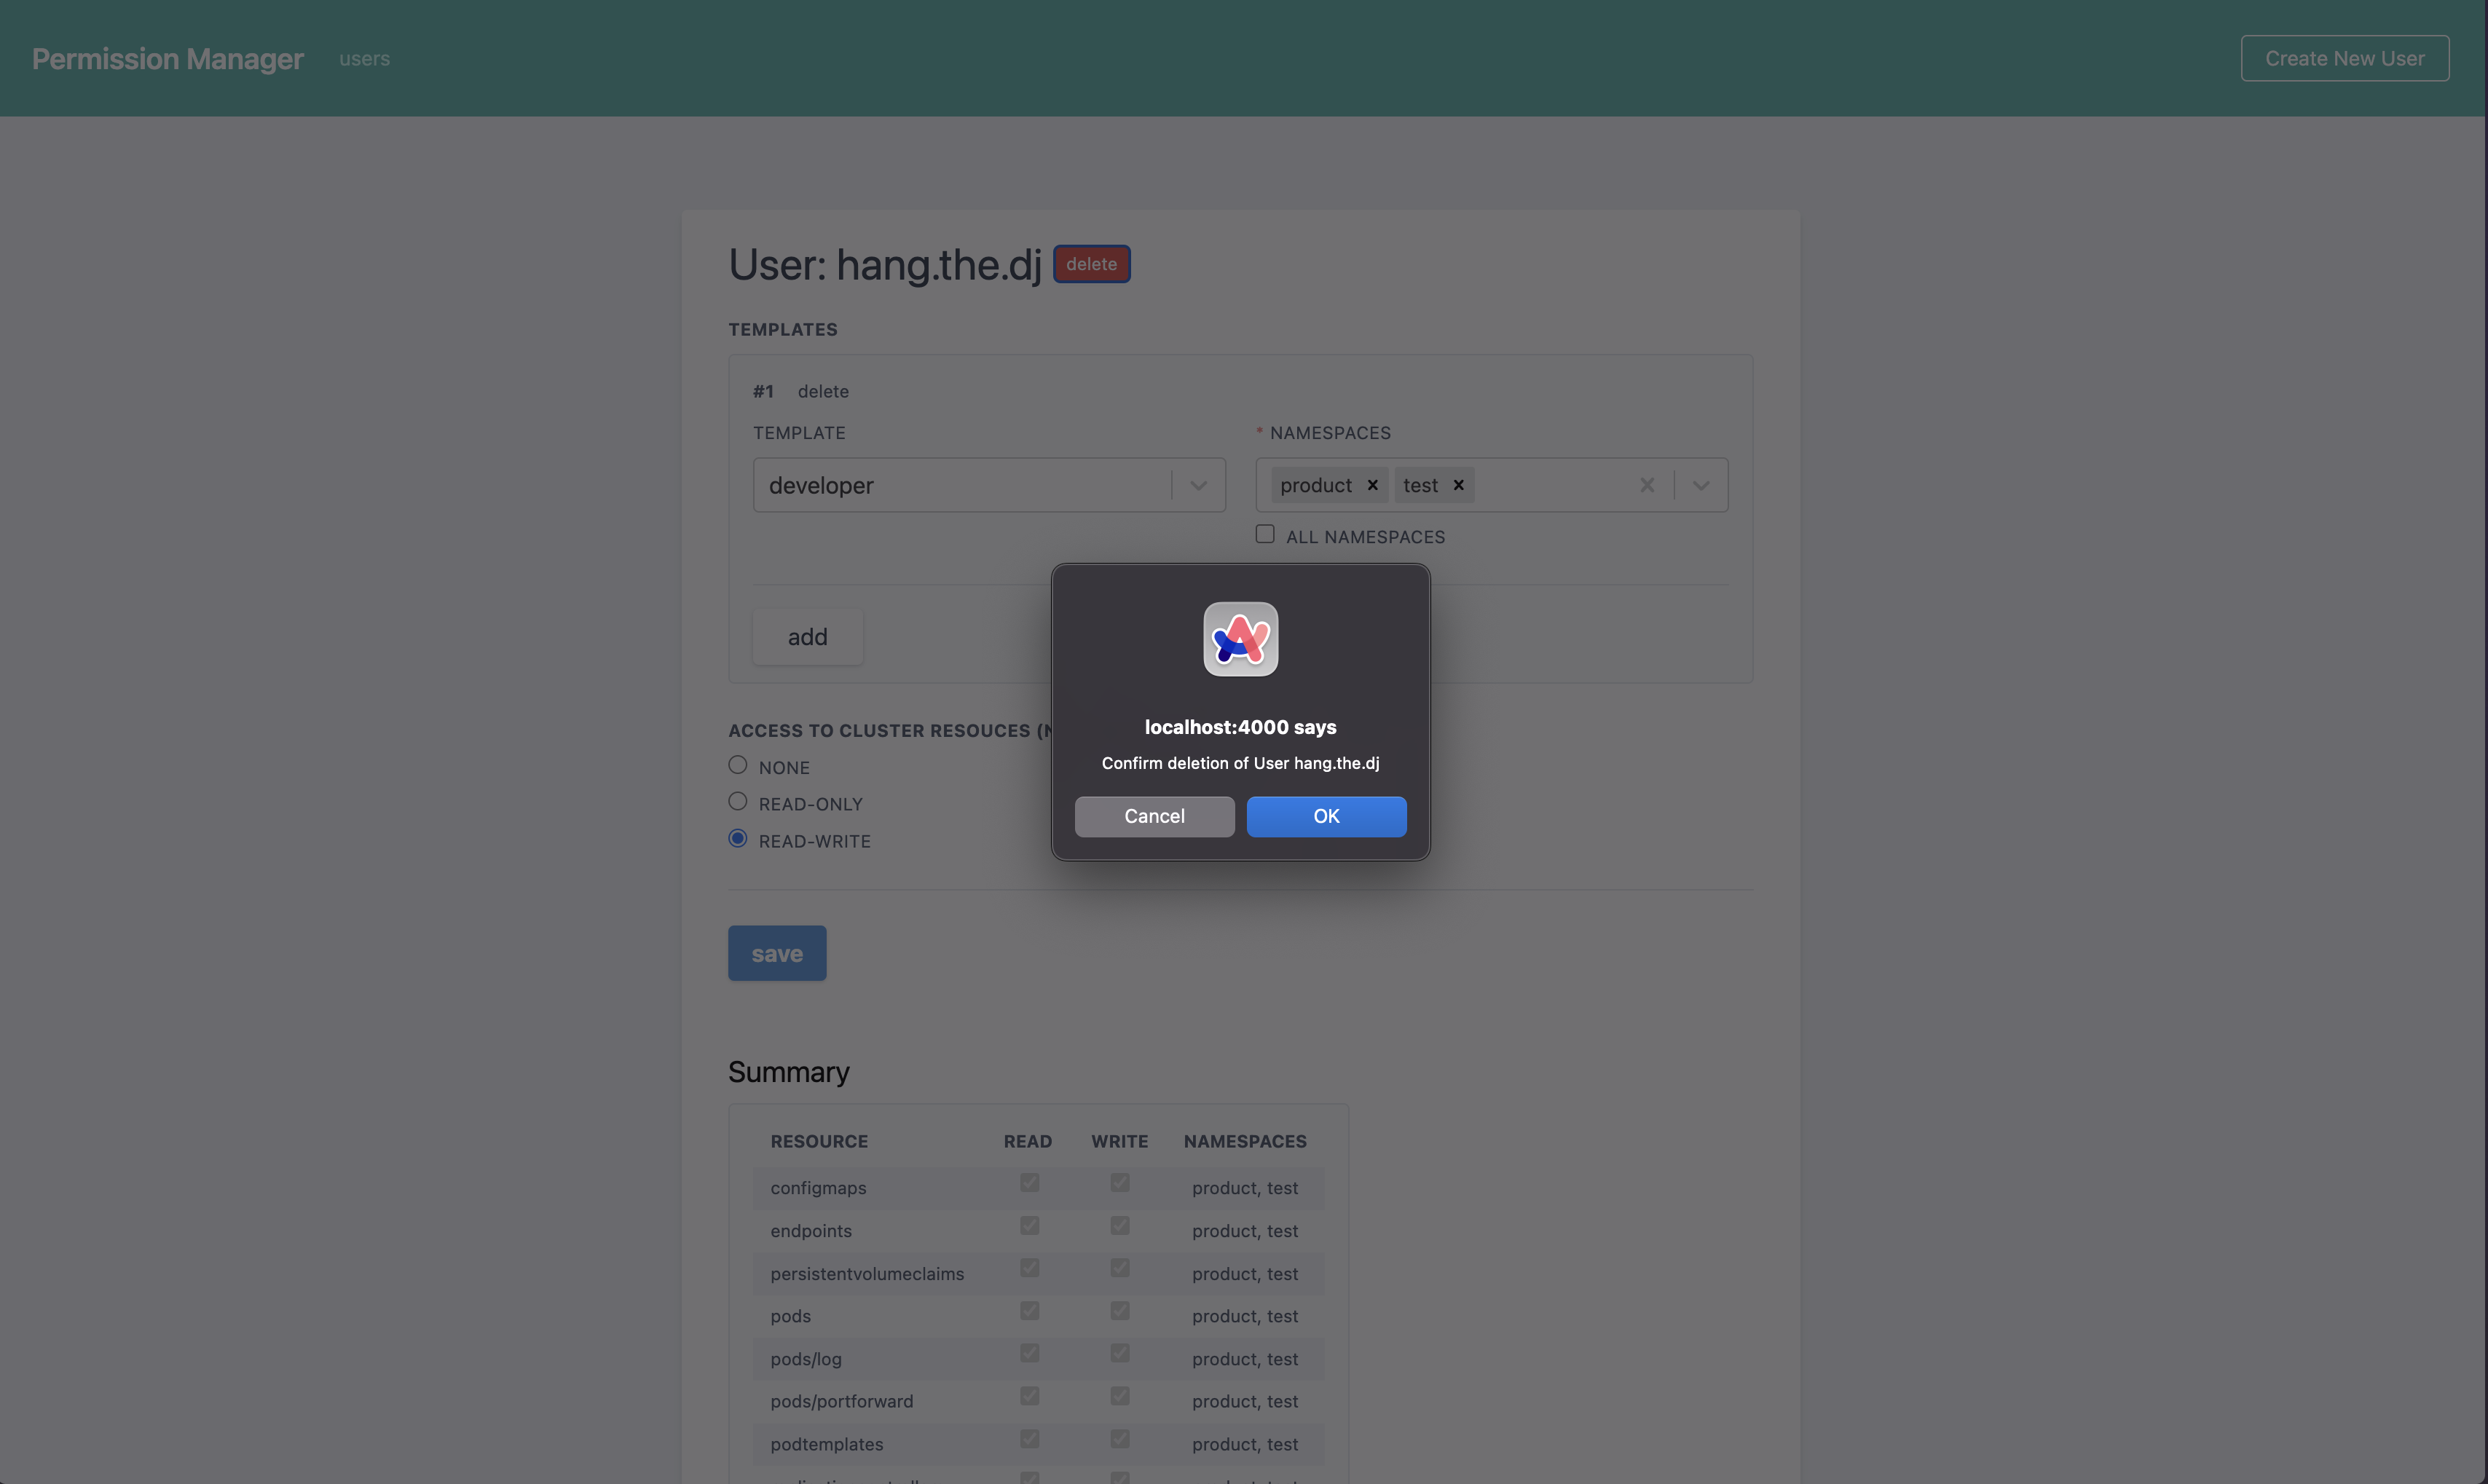 Permission Manager users Create New User
User: hang.the.dj delete
TEMPLATES
#1 delete
TEMPLATE * NAMESPACES
developer product × test ×
ALL NAMESPACES
add
localhost:4000 says
Confirm deletion of User hang.the.dj
Cancel OK
ACCESS TO CLUSTER RESOUCES (N
NONE
READ-ONLY
READ-WRITE
save
Summary
RESOURCE READ WRITE NAMESPACES
configmaps product, test
endpoints product, test
persistentvolumeclaims product, test
pods product, test
pods/log product, test
pods/portforward product, test
podtemplates product, test